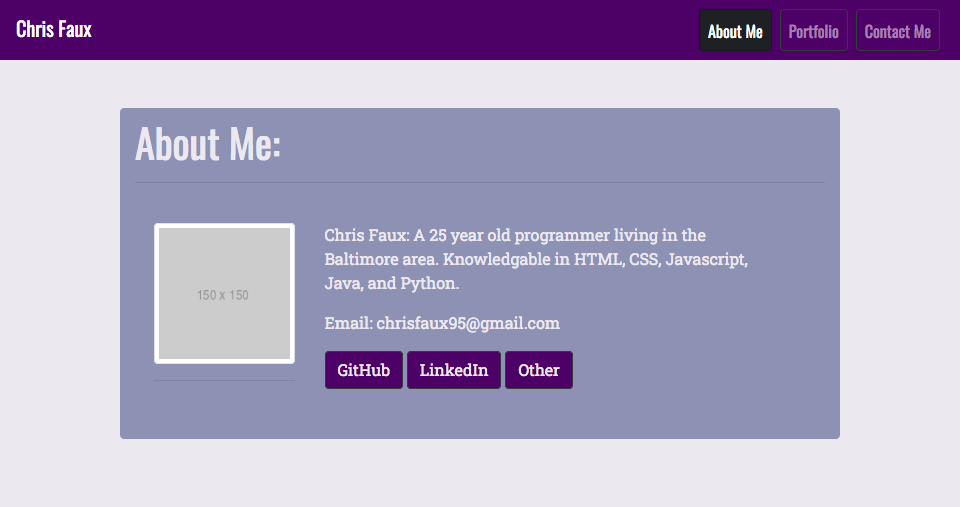 Chris Faux
About Me Portfolio Contact Me
About Me:
150 x 150
Chris Faux: A 25 year old programmer living in the
Baltimore area. Knowledgable in HTML, CSS, Javascript,
Java, and Python.
Email: chrisfaux95@gmail.com
GitHub LinkedIn Other